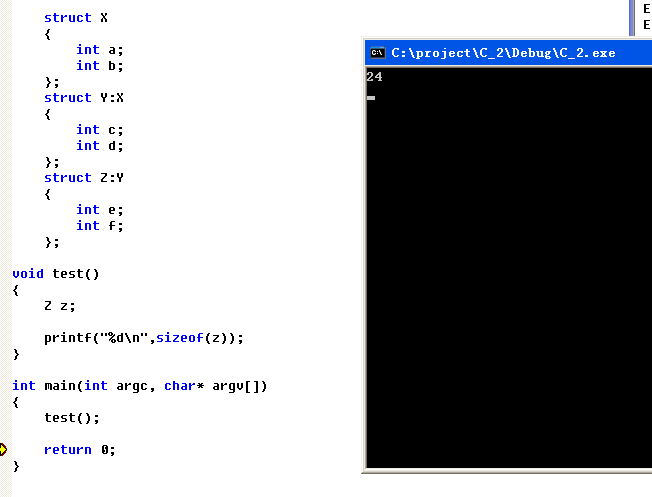 struct X
{
    int a;
    int b;
};
struct Y:X
{
    int c;
    int d;
};
struct Z:Y
{
    int e;
    int f;
};
void test()
{
    Z z;
    printf("%d\n",sizeof(z));
}
int main(int argc, char* argv[])
{
    test();
    return 0;
}
E
E
C:\ C:\project\C_2\Debug\C_2.exe
24